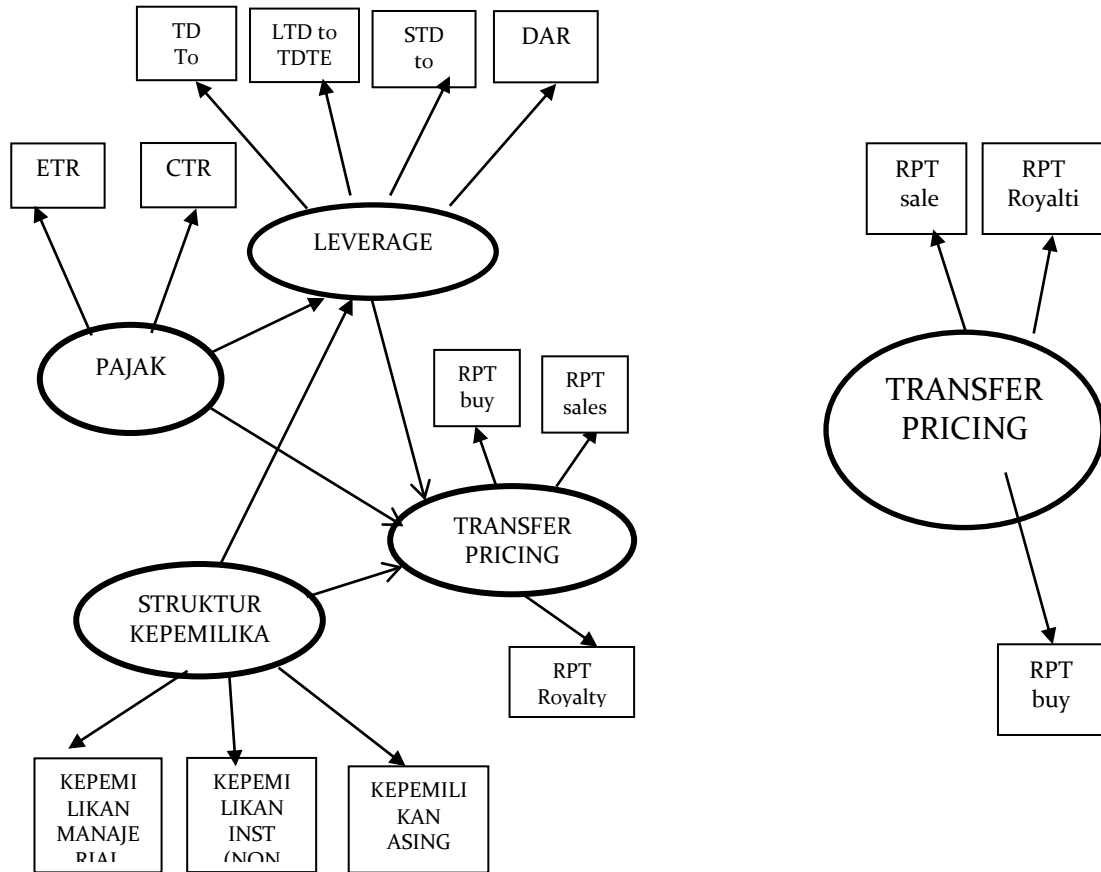 TD
To
LTD to
TDTE
STD
to
DAR
ETR
CTR
LEVERAGE
PAJAK
RPT
buy
RPT
sales
TRANSFER
PRICING
STRUKTUR
KEPEMILIKA
RPT
Royalty
KEPEMI
LIKAN
MANAJE
RIAL
KEPEMI
LIKAN
INST
(NON
KEPEMILI
KAN
ASING
RPT
sale
RPT
Royalti
TRANSFER
PRICING
RPT
buy